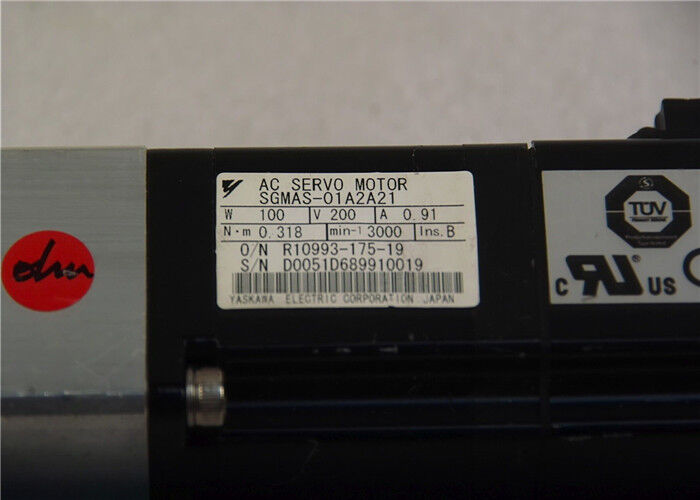 AC SERVO MOTOR
SGMAS-01A2A21
W 100 V 200 A 0.91
N·m 0.318 min-1 3000 Ins.B
O/N R10993-175-19
S/N D0051D689910019
YASKAWA ELECTRIC CORPORATION JAPAN
TÜV
c RU US